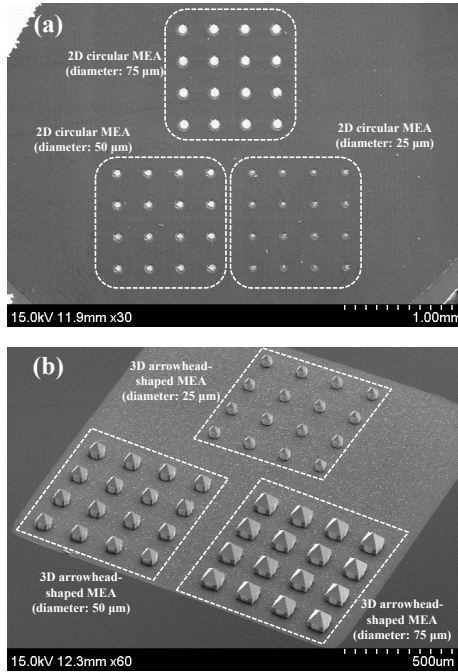 (a)
2D circular MEA
(diameter: 75 μm)
2D circular MEA
(diameter: 50 μm)
2D circular MEA
(diameter: 25 μm)
15.0kV 11.9mm x30
1.00mm
(b)
3D arrowhead-
shaped MEA
(diameter: 25 μm)
3D arrowhead-
shaped MEA
(diameter: 50 μm)
3D arrowhead-
shaped MEA
(diameter: 75 μm)
15.0kV 12.3mm x60
500um